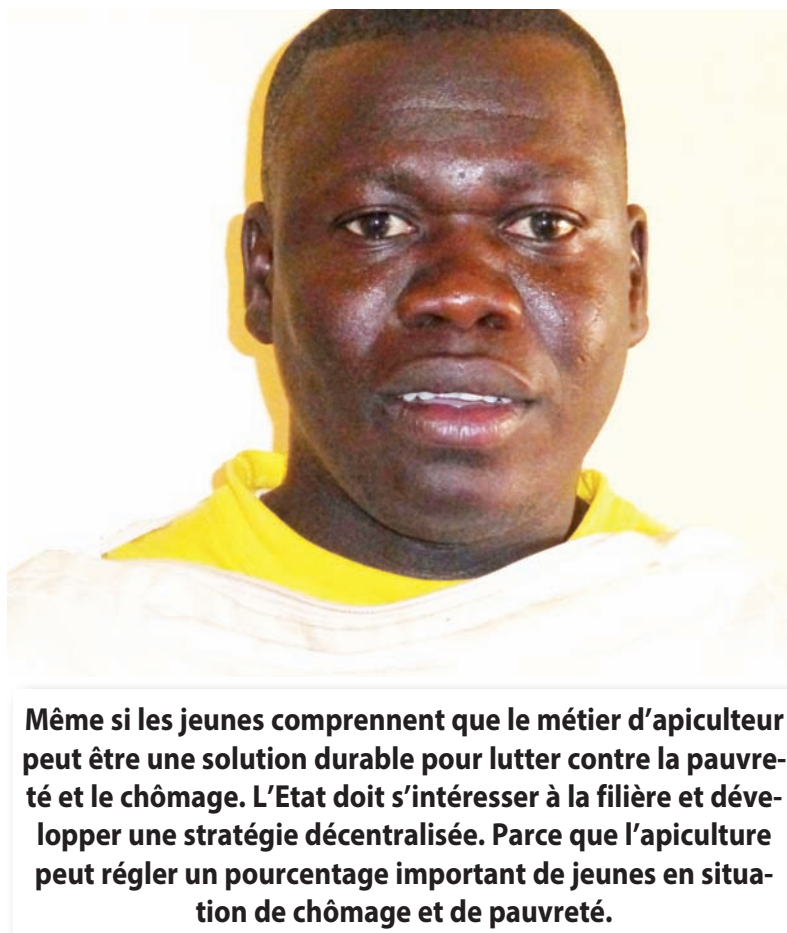 Même si les jeunes comprennent que le métier d’apiculteur
peut être une solution durable pour lutter contre la pauvre-
té et le chômage. L’Etat doit s’intéresser à la filière et déve-
lopper une stratégie décentralisée. Parce que l’apiculture
peut régler un pourcentage important de jeunes en situa-
tion de chômage et de pauvreté.